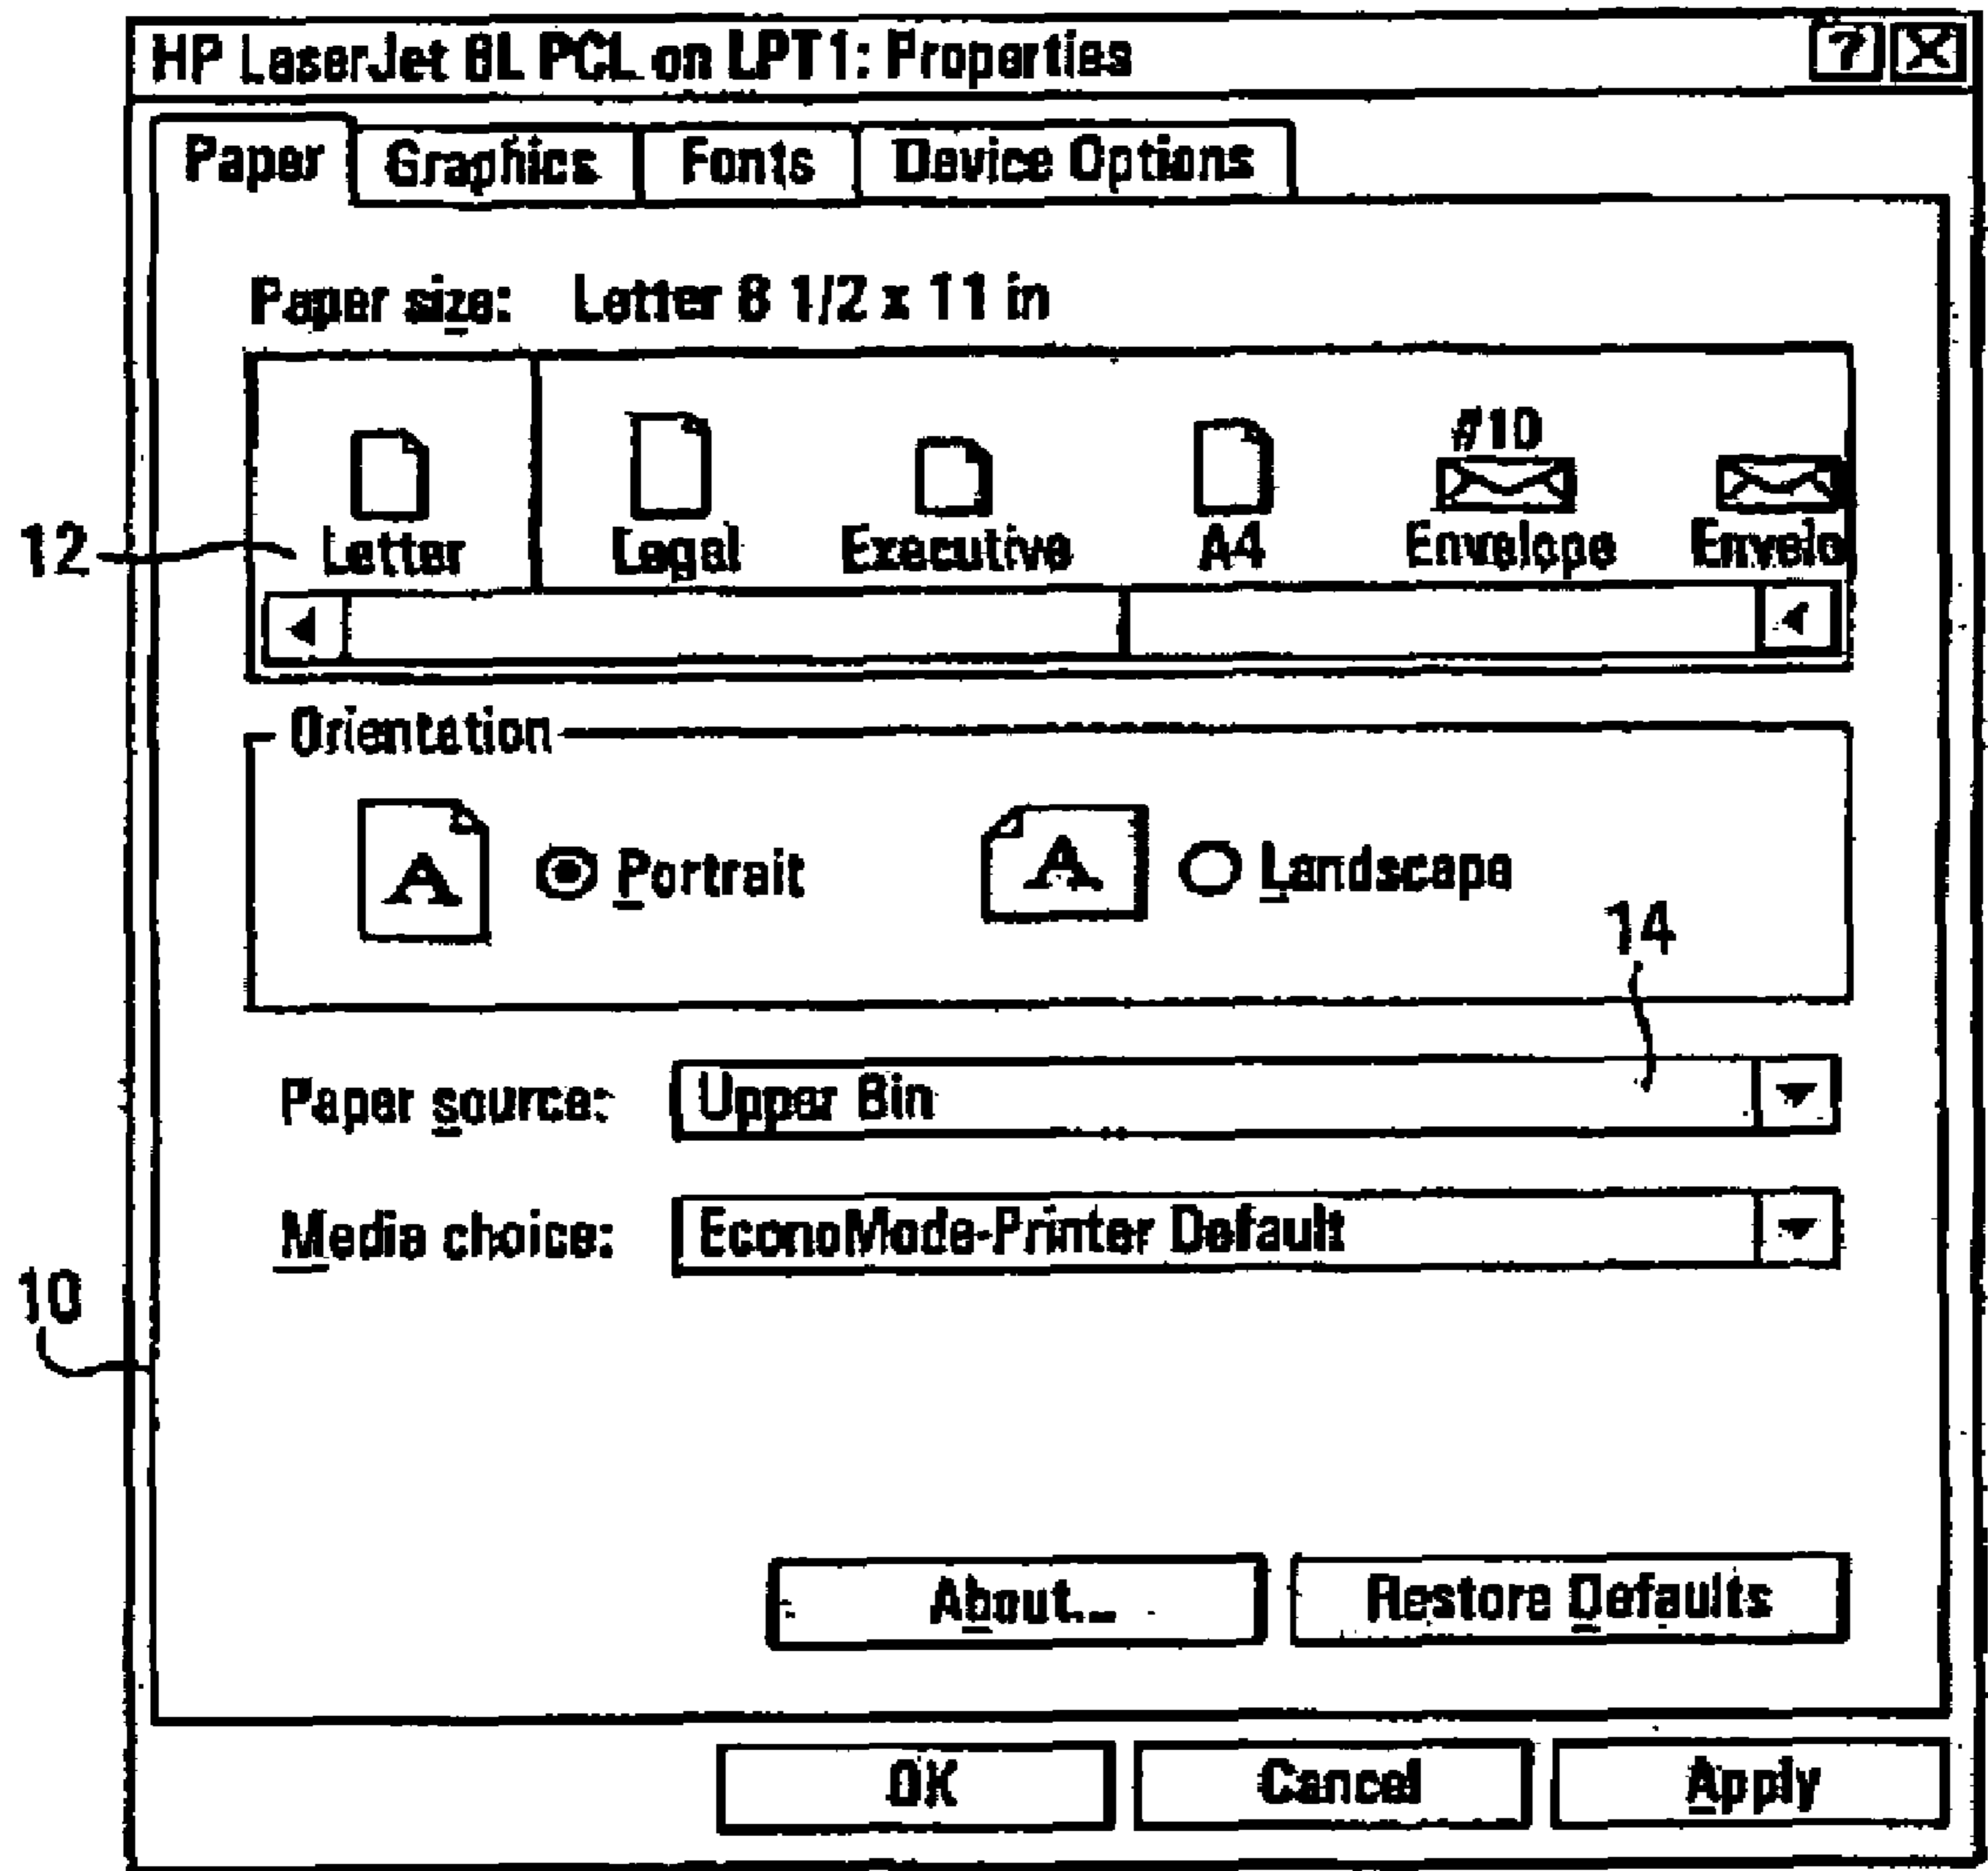 HP LaserJet 6L PCL on LPT1: Properties ? X
Paper Graphics Fonts Device Options
Paper size: Letter 8 1/2 x 11 in
#10
12 Letter Legal Executive A4 Envelope Envelo
Orientation
A Portrait A Landscape
14
Paper source: Upper Bin
Media choice: EconoMode-Printer Default
10
About... Restore Defaults
OK Cancel Apply